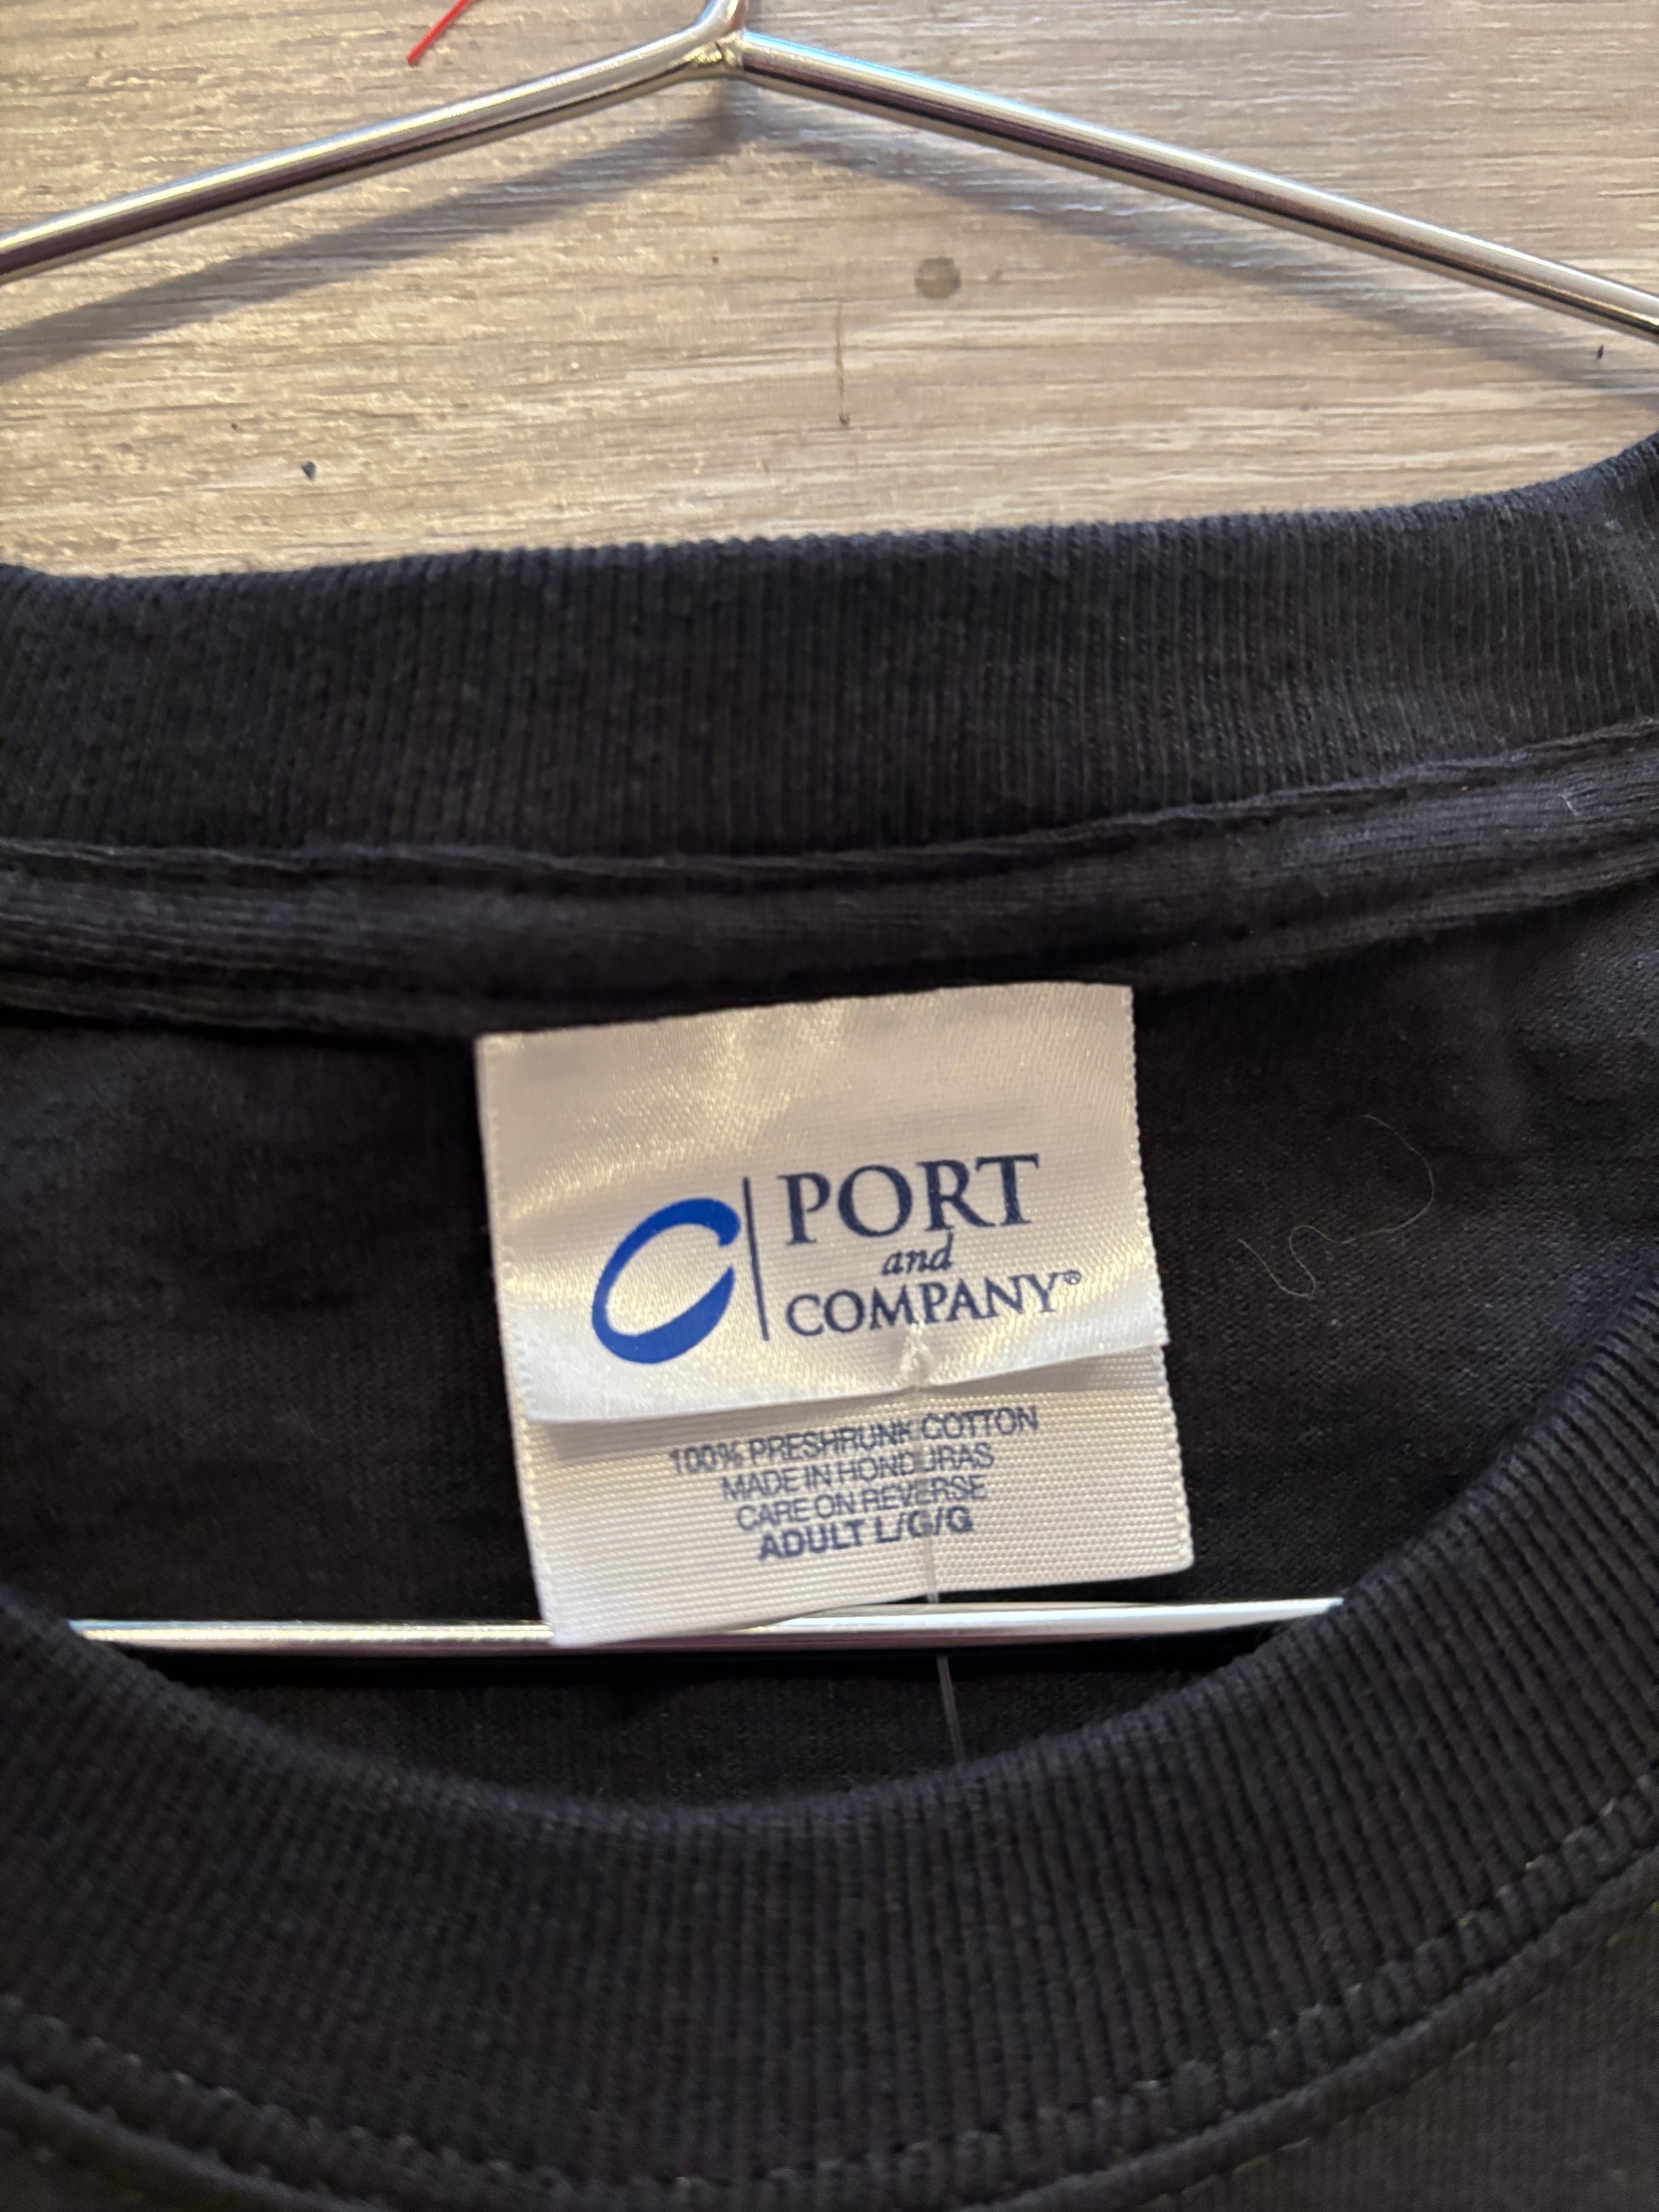 PORT
and
COMPANY®
100% PRESHRUNK COTTON
MADE IN HONDURAS
CARE ON REVERSE
ADULT L/G/G